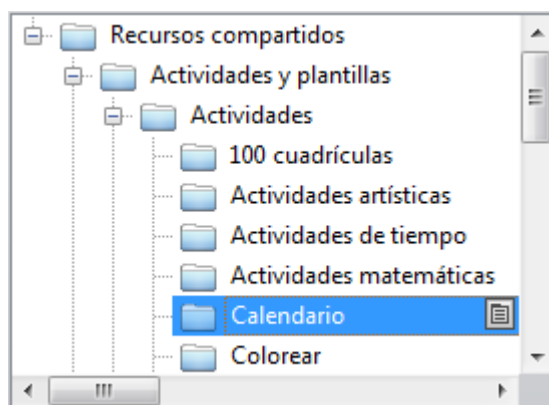 Recursos compartidos
Actividades y plantillas
Actividades
100 cuadrículas
Actividades artísticas
Actividades de tiempo
Actividades matemáticas
Calendario
Colorear